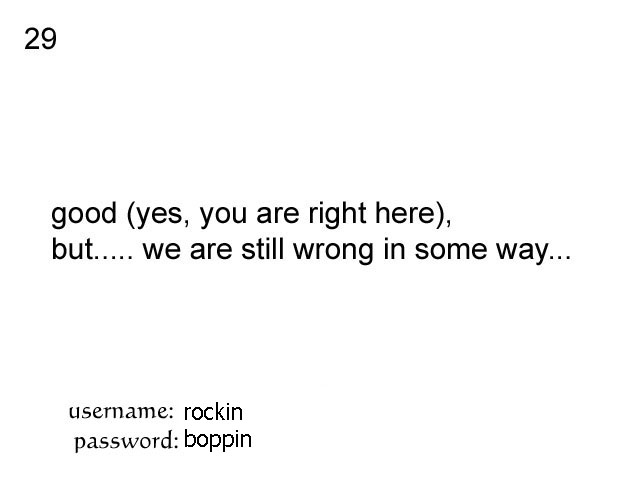 29
good (yes, you are right here),
but..... we are still wrong in some way...
username: rockin
password: boppin